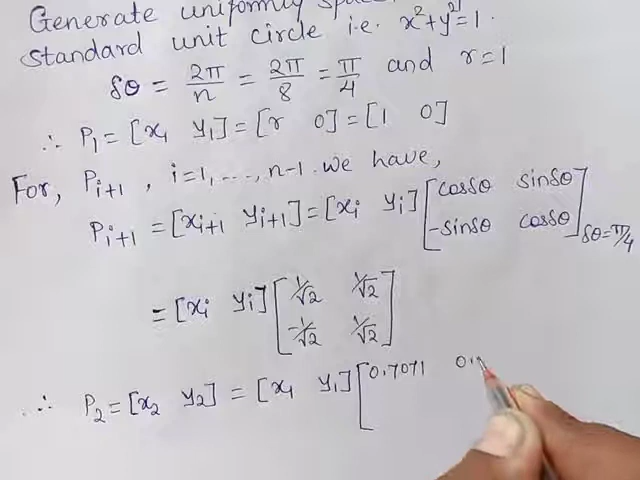 Generate uniformly
standard unit circle i.e. x²+y²=1.
δθ = 2π/n = 2π/8 = π/4 and r=1
∴ P₁ = [x₁ y₁] = [r 0] = [1 0]
For, Pᵢ₊₁, i=1,...,n-1. we have,
Pᵢ₊₁ = [xᵢ₊₁ yᵢ₊₁] = [xᵢ yᵢ] [cosδθ sinδθ
-sinδθ cosδθ] δθ=π/4
= [xᵢ yᵢ] [1/√2 1/√2
-1/√2 1/√2]
∴ P₂ = [x₂ y₂] = [x₁ y₁] [0.7071 0.